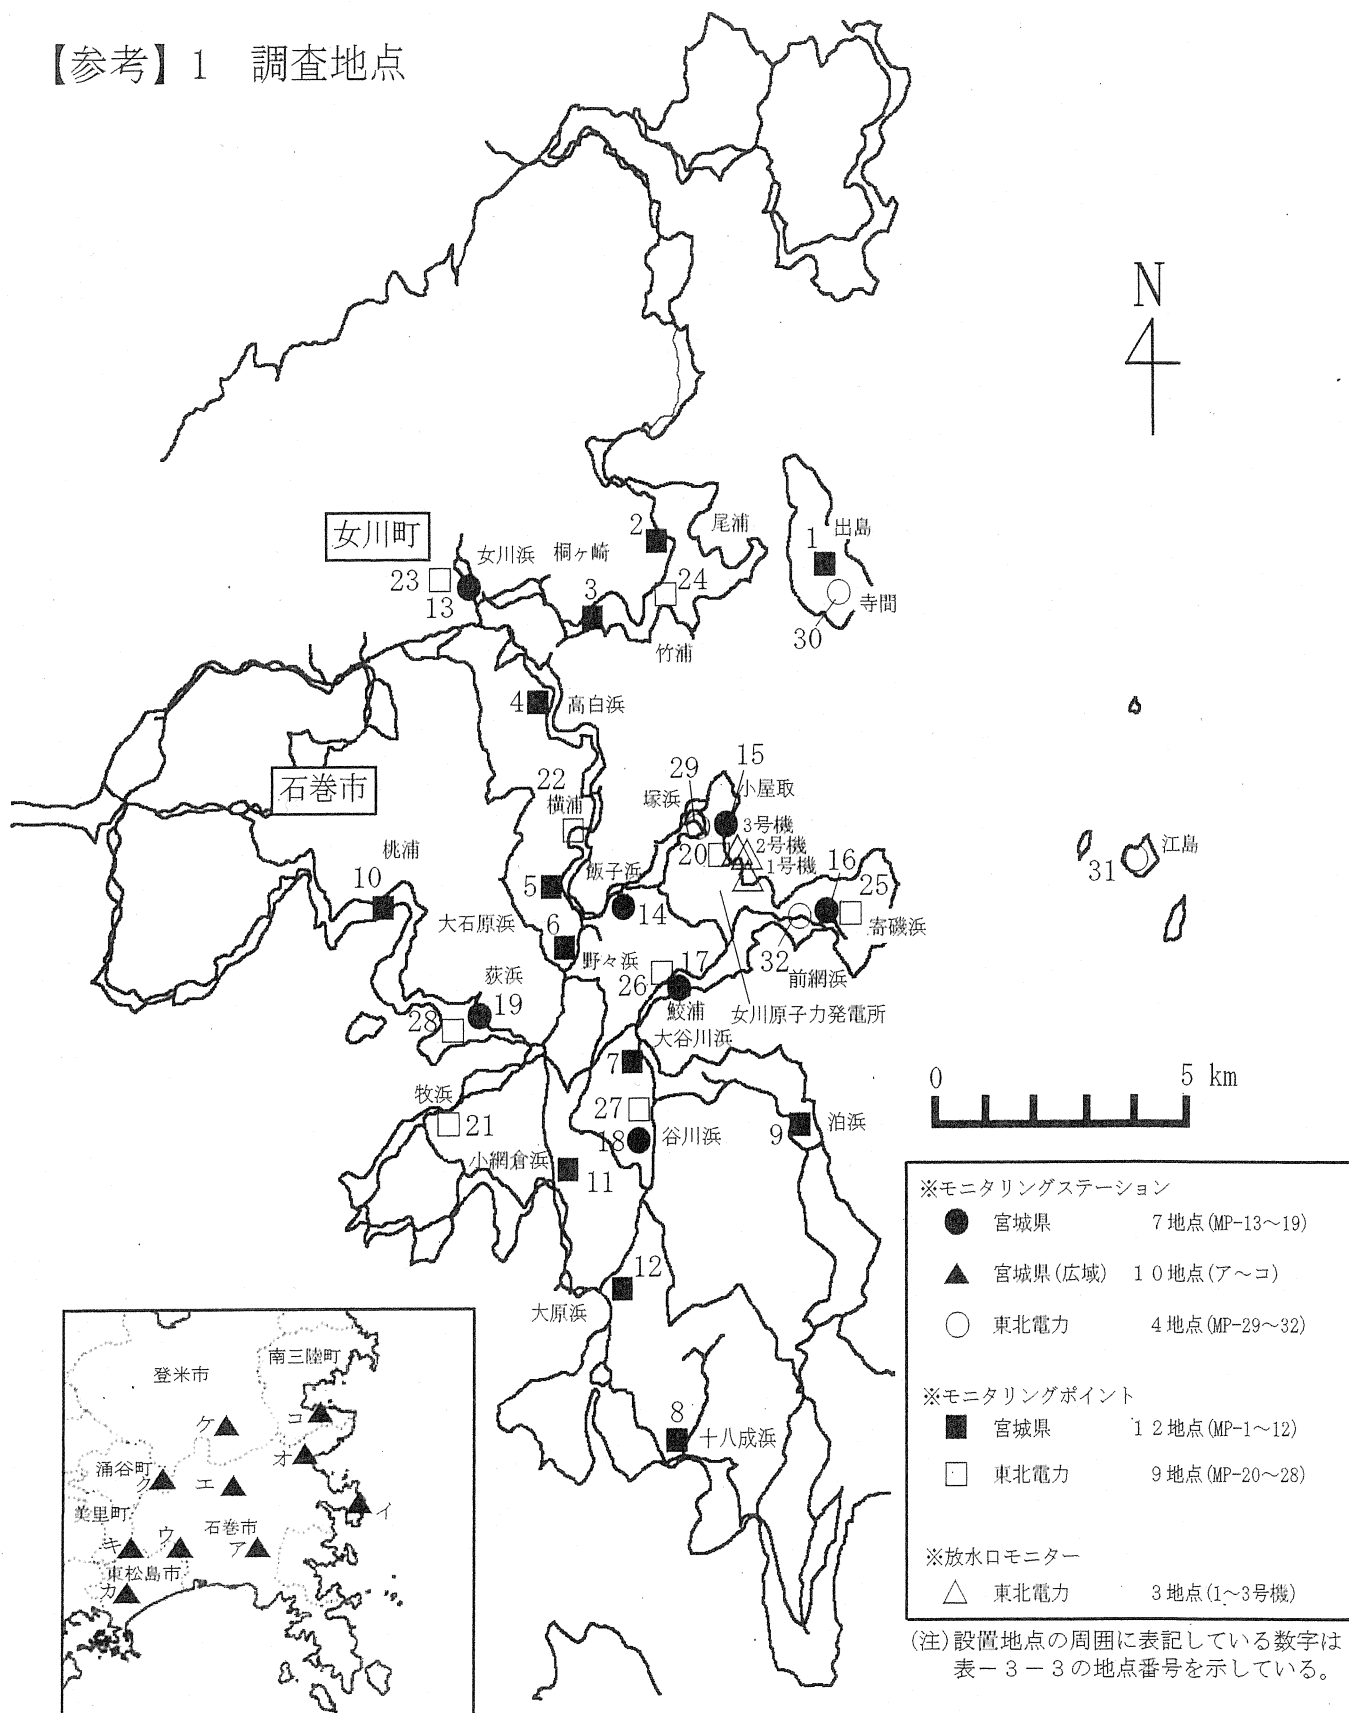 【参考】1　調査地点
N
女川町
石巻市
2
尾浦
1
出島
女川浜
桐ヶ崎
23
13
3
24
寺間
30
竹浦
4
高白浜
22
横浦
29
15
塚浜
小屋取
3号機
2号機
1号機
20
江島
31
桃浦
10
5
飯子浜
14
16
25
寄磯浜
大石原浜
6
野々浜
32
前網浜
荻浜
19
28
26
17
鮫浦
女川原子力発電所
大谷川浜
7
0
5 km
牧浜
21
27
18
谷川浜
9
泊浜
小網倉浜
11
12
大原浜
8
十八成浜
※モニタリングステーション
● 宮城県 7地点(MP-13～19)
▲ 宮城県(広域) 10地点(ア～コ)
○ 東北電力 4地点(MP-29～32)
※モニタリングポイント
■ 宮城県 12地点(MP-1～12)
□ 東北電力 9地点(MP-20～28)
※放水口モニター
△ 東北電力 3地点(1～3号機)
(注)設置地点の周囲に表記している数字は
表－3－3の地点番号を示している。
南三陸町
登米市
コ
ケ
オ
涌谷町
ク
エ
イ
美里町
石巻市
キ
ウ
ア
東松島市
カ